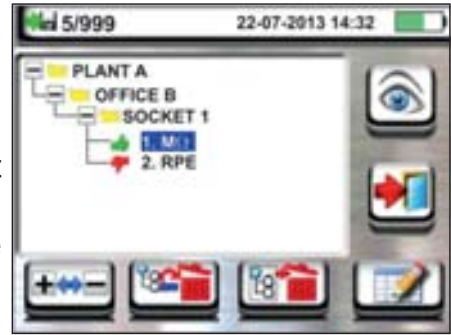 5/999 22-07-2013 14:32
PLANT A
OFFICE B
SOCKET 1
1. MΩ
2. RPE